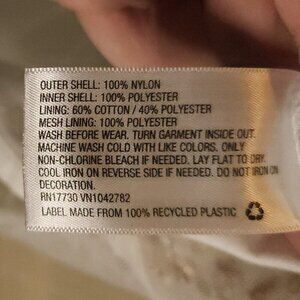 OUTER SHELL: 100% NYLON
INNER SHELL: 100% POLYESTER
LINING: 60% COTTON / 40% POLYESTER
MESH LINING: 100% POLYESTER
WASH BEFORE WEAR. TURN GARMENT INSIDE OUT.
MACHINE WASH COLD WITH LIKE COLORS. ONLY
NON-CHLORINE BLEACH IF NEEDED. LAY FLAT TO DRY.
COOL IRON ON REVERSE SIDE IF NEEDED. DO NOT IRON ON
DECORATION.
RN17730 VN1042782
LABEL MADE FROM 100% RECYCLED PLASTIC